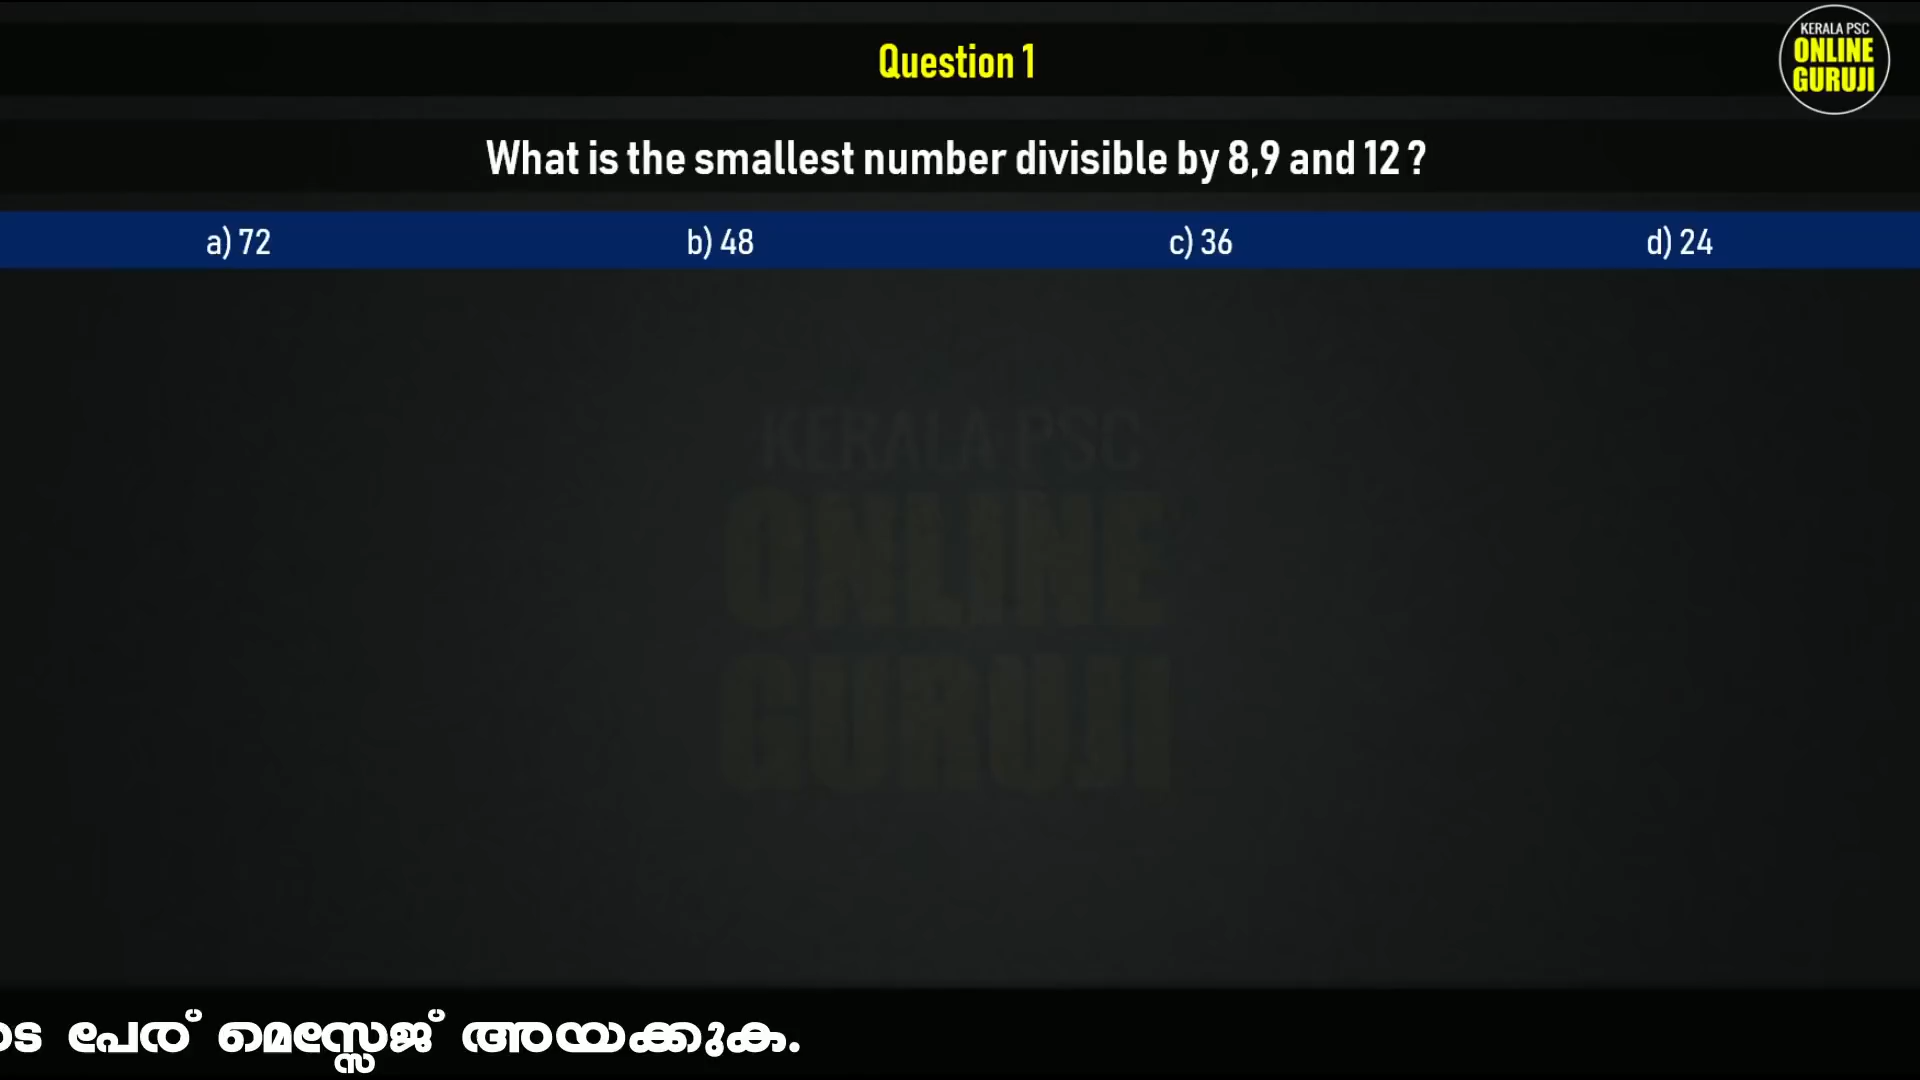 Question 1
KERALA PSC
ONLINE
GURUJI
What is the smallest number divisible by 8,9 and 12 ?
a) 72 b) 48 c) 36 d) 24
KERALA PSC
ONLINE
GURUJI
പേര് മെസ്സേജ് അയക്കുക.